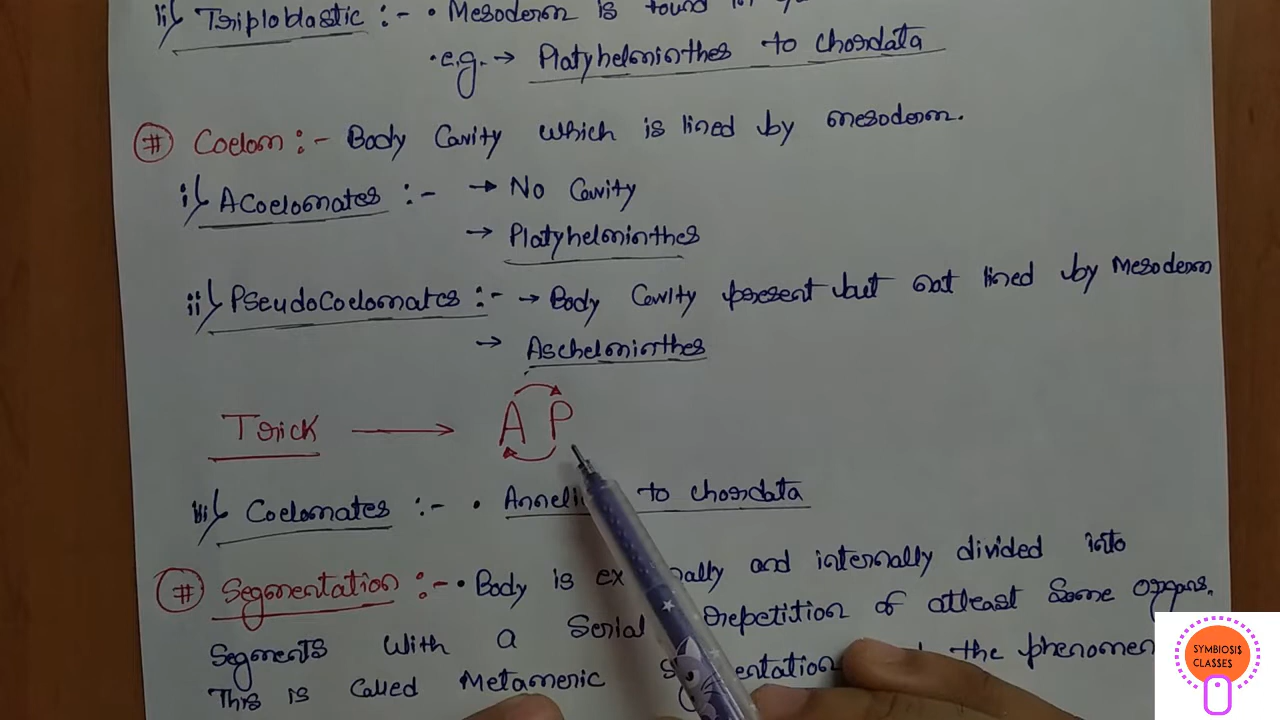 ii) Triploblastic :- • Mesoderm is found
• e.g. → Platyhelminthes to Chordata
# Coelom :- Body Cavity which is lined by mesoderm.
i) Acoelomates :- → No Cavity
→ Platyhelminthes
ii) Pseudocoelomates :- → Body Cavity present but not lined by Mesoderm
→ Aschelminthes
Trick → A P
iii) Coelomates :- • to Chordata
# Segmentation :- • Body is and internally divided into
Segments With a Serial repetition of atleast Some organs.
This is Called Metameric the
SYMBIOSIS
CLASSES